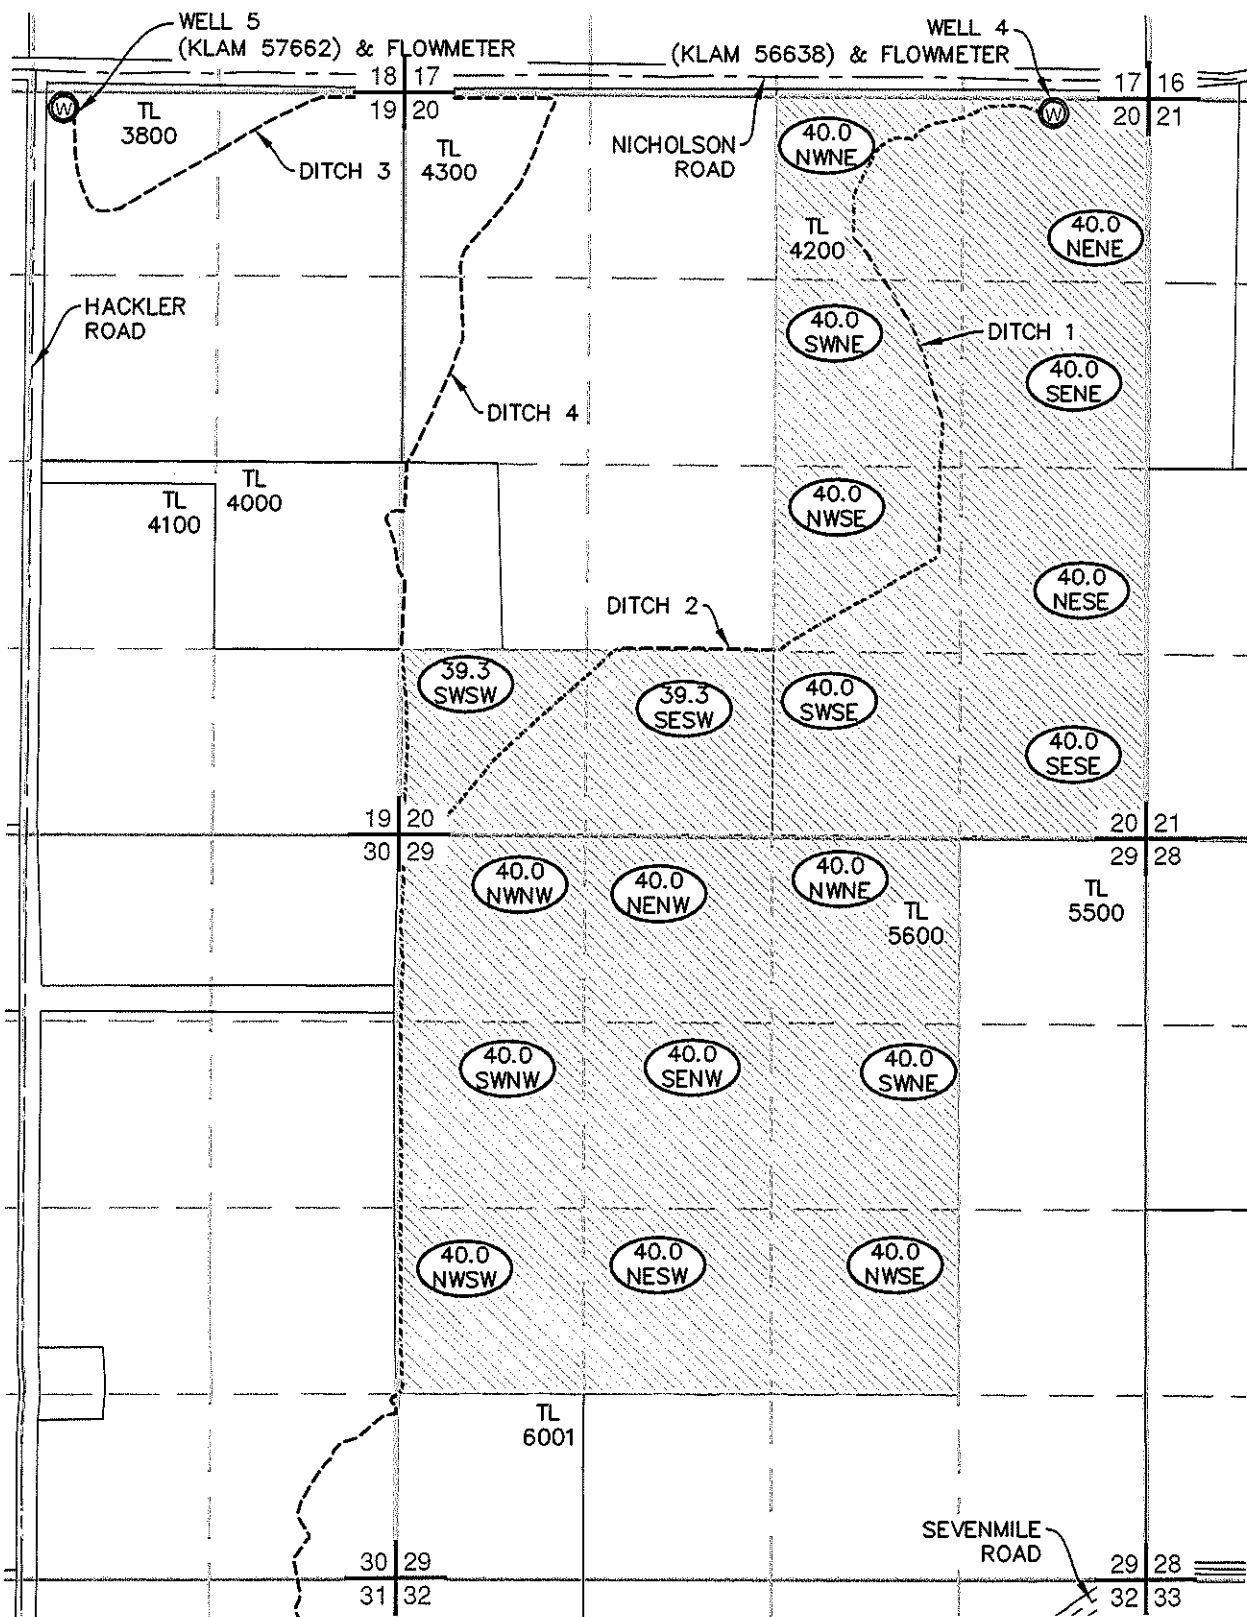 WELL 5
(KLAM 57662) & FLOWMETER
WELL 4
(KLAM 56638) & FLOWMETER
18 17
19 20
17 16
20 21
TL
3800
DITCH 3
TL
4300
NICHOLSON
ROAD
40.0
NWNE
TL
4200
40.0
NENE
HACKLER
ROAD
40.0
SWNE
DITCH 1
40.0
SENE
DITCH 4
TL
4100
TL
4000
40.0
NWSE
40.0
NESE
DITCH 2
39.3
SWSW
39.3
SESW
40.0
SWSE
40.0
SESE
19 20
30 29
20 21
29 28
40.0
NWNW
40.0
NENW
40.0
NWNE
TL
5600
TL
5500
40.0
SWNW
40.0
SENW
40.0
SWNE
40.0
NWSW
40.0
NESW
40.0
NWSE
TL
6001
SEVENMILE
ROAD
30 29
31 32
29 28
32 33
W
W